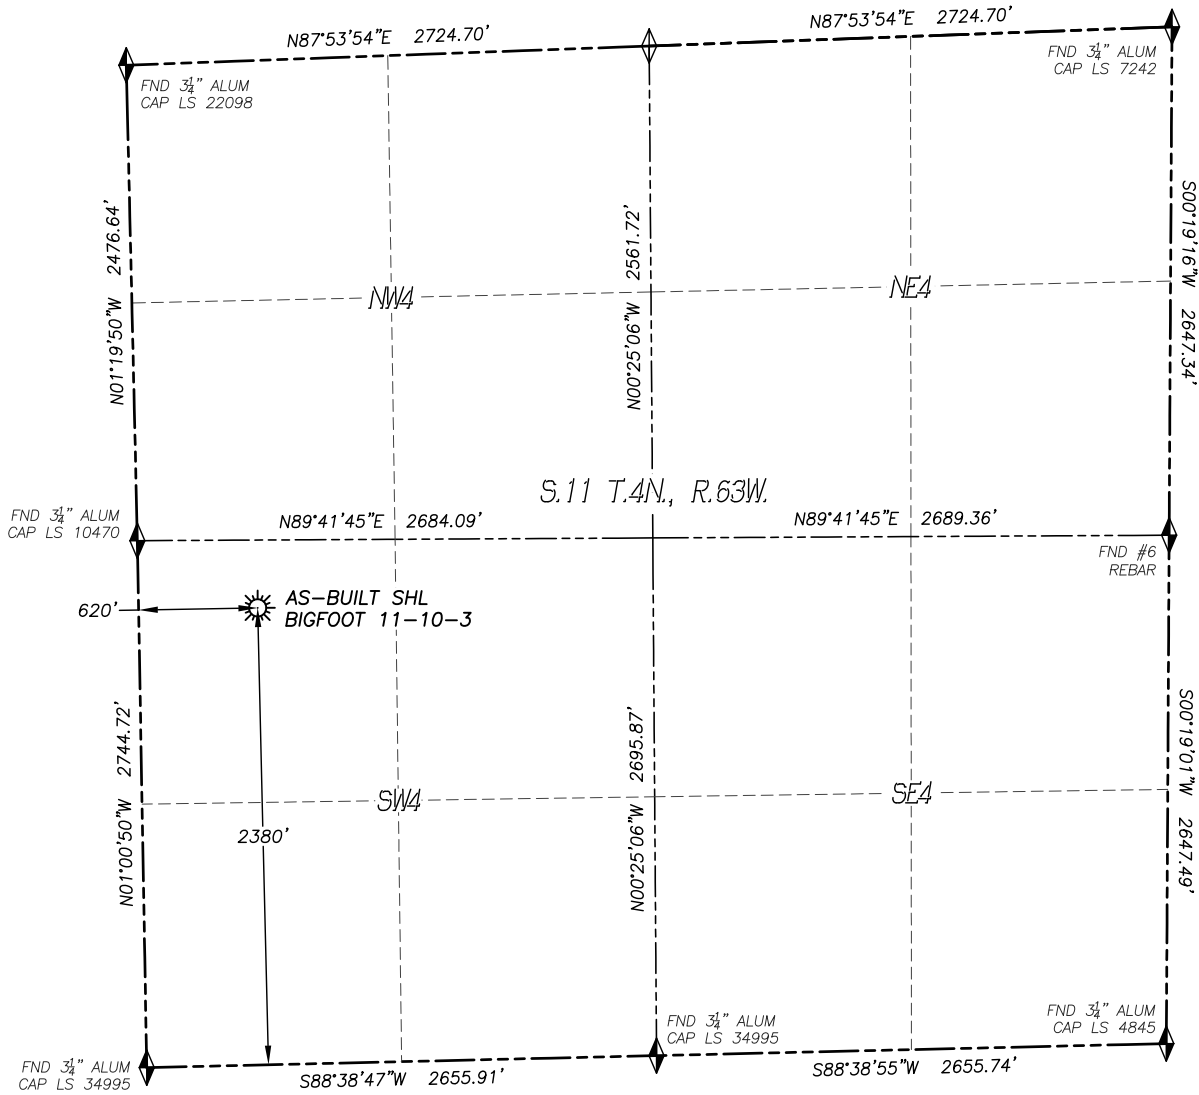 N87°53'54"E 2724.70'
N87°53'54"E 2724.70'
FND 3¼" ALUM
CAP LS 22098
FND 3¼" ALUM
CAP LS 7242
N01°19'50"W 2476.64'
N00°25'06"W 2561.72'
S00°19'16"W 2647.34'
NW4
NE4
S.11 T.4N., R.63W.
FND 3¼" ALUM
CAP LS 10470
N89°41'45"E 2684.09'
N89°41'45"E 2689.36'
FND #6
REBAR
620'
AS-BUILT SHL
BIGFOOT 11-10-3
N01°00'50"W 2744.72'
N00°25'06"W 2695.87'
S00°19'01"W 2647.49'
SW4
SE4
2380'
FND 3¼" ALUM
CAP LS 34995
FND 3¼" ALUM
CAP LS 34995
FND 3¼" ALUM
CAP LS 4845
S88°38'47"W 2655.91'
S88°38'55"W 2655.74'